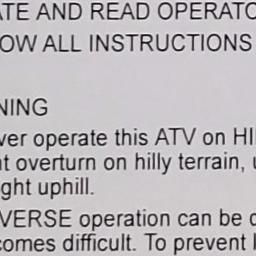 ATE AND READ OPERATO
OW ALL INSTRUCTIONS
NING
ver operate this ATV on HI
t overturn on hilly terrain,
ght uphill.
VERSE operation can be
comes difficult. To prevent